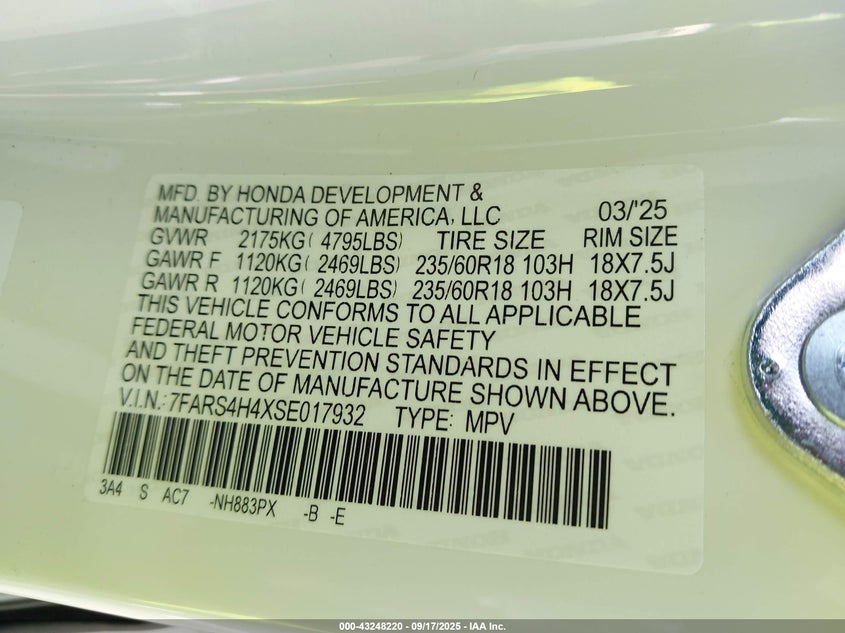 MFD. BY HONDA DEVELOPMENT &
MANUFACTURING OF AMERICA, LLC 03/'25
GVWR 2175KG( 4795LBS) TIRE SIZE RIM SIZE
GAWR F 1120KG( 2469LBS) 235/60R18 103H 18X7.5J
GAWR R 1120KG( 2469LBS) 235/60R18 103H 18X7.5J
THIS VEHICLE CONFORMS TO ALL APPLICABLE
FEDERAL MOTOR VEHICLE SAFETY
AND THEFT PREVENTION STANDARDS IN EFFECT
ON THE DATE OF MANUFACTURE SHOWN ABOVE.
V.I.N.: 7FARS4H4XSE017932 TYPE: MPV
3A4 S AC7 -NH883PX -B -E
000-43248220 - 09/17/2025 - IAA Inc.